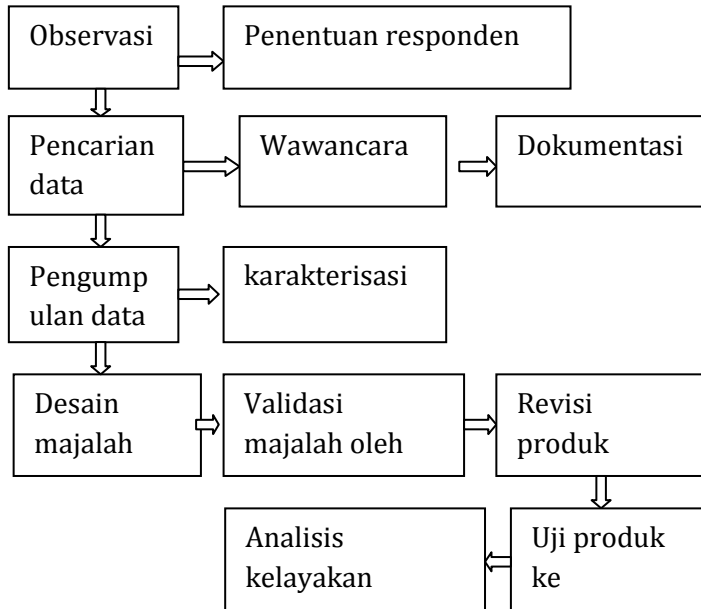 Observasi
Penentuan responden
Pencarian
data
Wawancara
Dokumentasi
Pengump
ulan data
karakterisasi
Desain
majalah
Validasi
majalah oleh
Revisi
produk
Analisis
kelayakan
Uji produk
ke